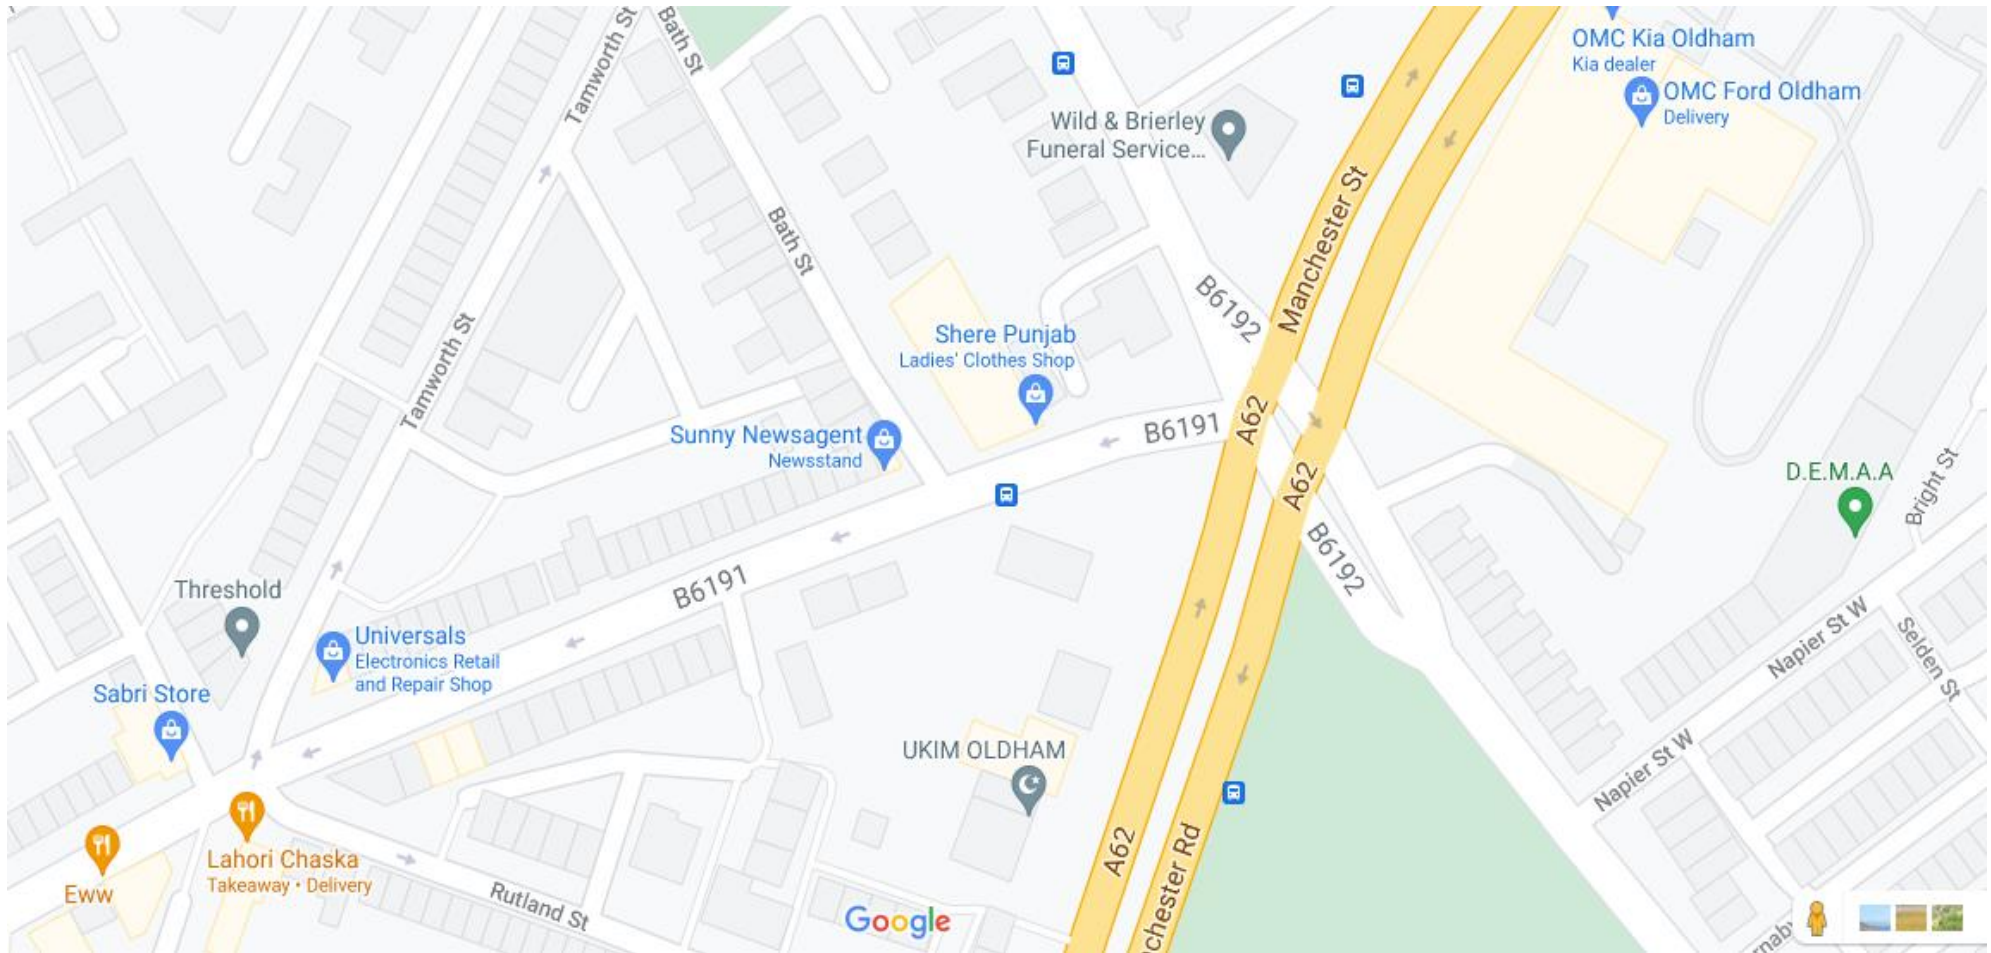 Tamworth St
Bath St
OMC Kia Oldham
Kia dealer
OMC Ford Oldham
Delivery
Wild & Brierley
Funeral Service...
Manchester St
Bath St
B6192
Tamworth St
Shere Punjab
Ladies' Clothes Shop
Sunny Newsagent
Newsstand
B6191
A62
A62
D.E.M.A.A
Bright St
B6192
B6191
Threshold
Universals
Electronics Retail
and Repair Shop
Napier St W
Selden St
Sabri Store
UKIM OLDHAM
Napier St W
A62
chester Rd
Lahori Chaska
Takeaway • Delivery
Eww
Rutland St
Google